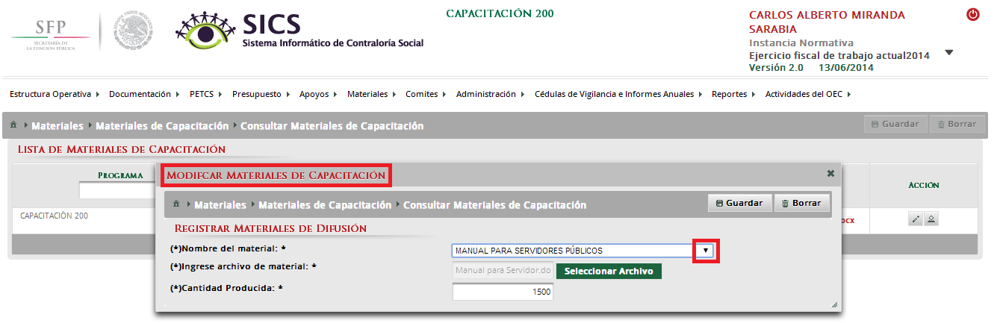 SFP
SECRETARÍA DE
LA FUNCIÓN PÚBLICA
SICS
Sistema Informático de Contraloría Social
CAPACITACIÓN 200
CARLOS ALBERTO MIRANDA
SARABIA
Instancia Normativa
Ejercicio fiscal de trabajo actual2014
Versión 2.0 13/06/2014
Estructura Operativa Documentación PETCS Presupuesto Apoyos Materiales Comites Administración Cédulas de Vigilancia e Informes Anuales Reportes Actividades del OEC
Materiales Materiales de Capacitación Consultar Materiales de Capacitación Guardar Borrar
LISTA DE MATERIALES DE CAPACITACIÓN
PROGRAMA
ACCIÓN
CAPACITACIÓN 200
ocx
MODIFCAR MATERIALES DE CAPACITACIÓN
Materiales Materiales de Capacitación Consultar Materiales de Capacitación Guardar Borrar
REGISTRAR MATERIALES DE DIFUSIÓN
(*)Nombre del material: * MANUAL PARA SERVIDORES PÚBLICOS
(*)Ingrese archivo de material: * Manual para Servidor.do Seleccionar Archivo
(*)Cantidad Producida: * 1500